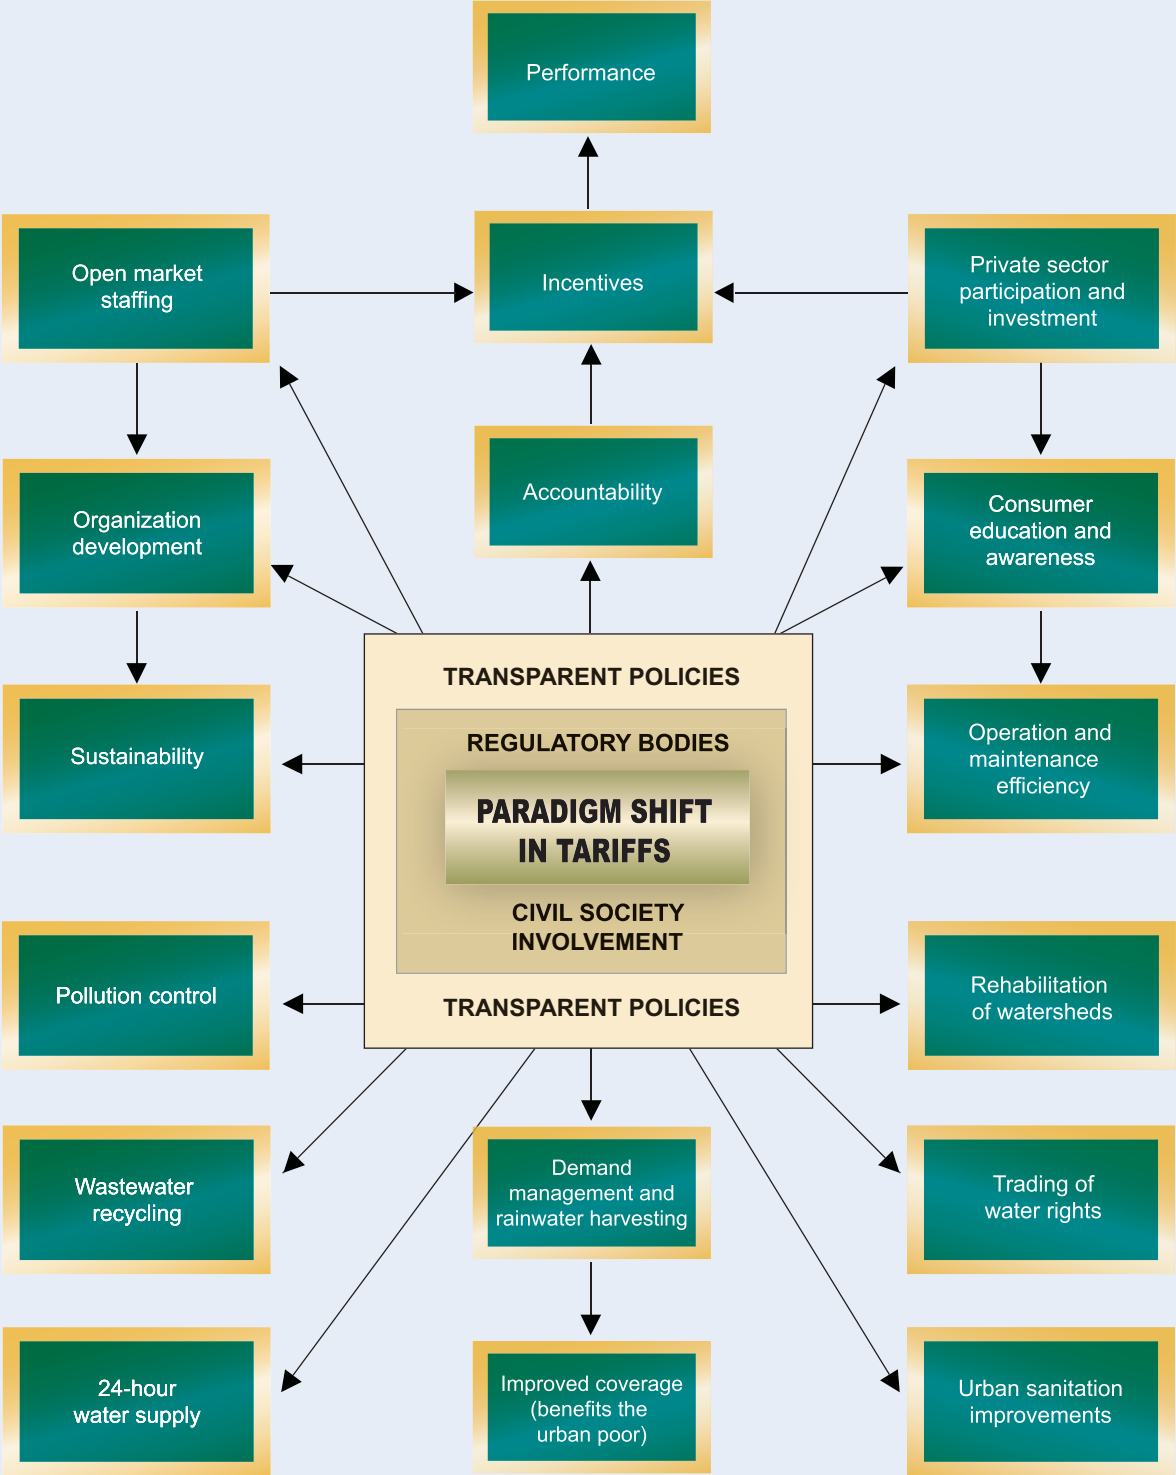 Performance
Open market
staffing
Incentives
Private sector
participation and
investment
Organization
development
Accountability
Consumer
education and
awareness
Sustainability
TRANSPARENT POLICIES
REGULATORY BODIES
PARADIGM SHIFT
IN TARIFFS
CIVIL SOCIETY
INVOLVEMENT
TRANSPARENT POLICIES
Operation and
maintenance
efficiency
Pollution control
Rehabilitation
of watersheds
Wastewater
recycling
Demand
management and
rainwater harvesting
Trading of
water rights
24-hour
water supply
Improved coverage
(benefits the
urban poor)
Urban sanitation
improvements